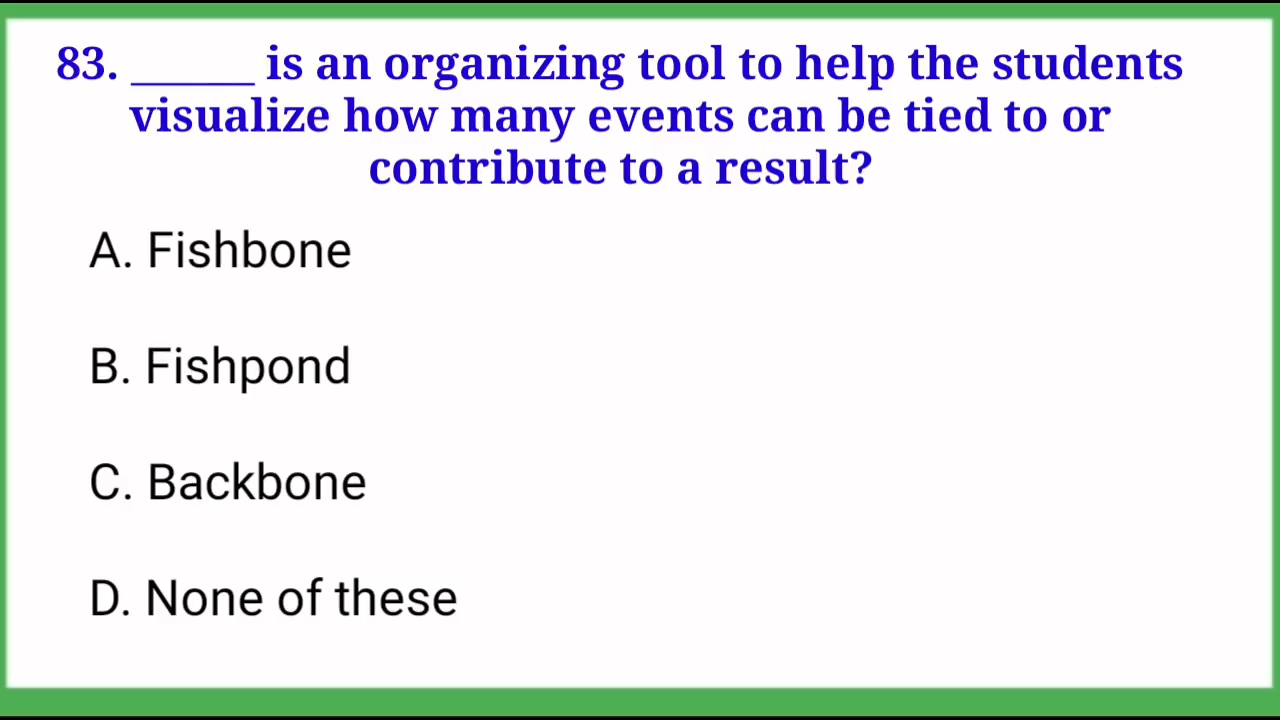 83. ______ is an organizing tool to help the students
visualize how many events can be tied to or
contribute to a result?
A. Fishbone
B. Fishpond
C. Backbone
D. None of these